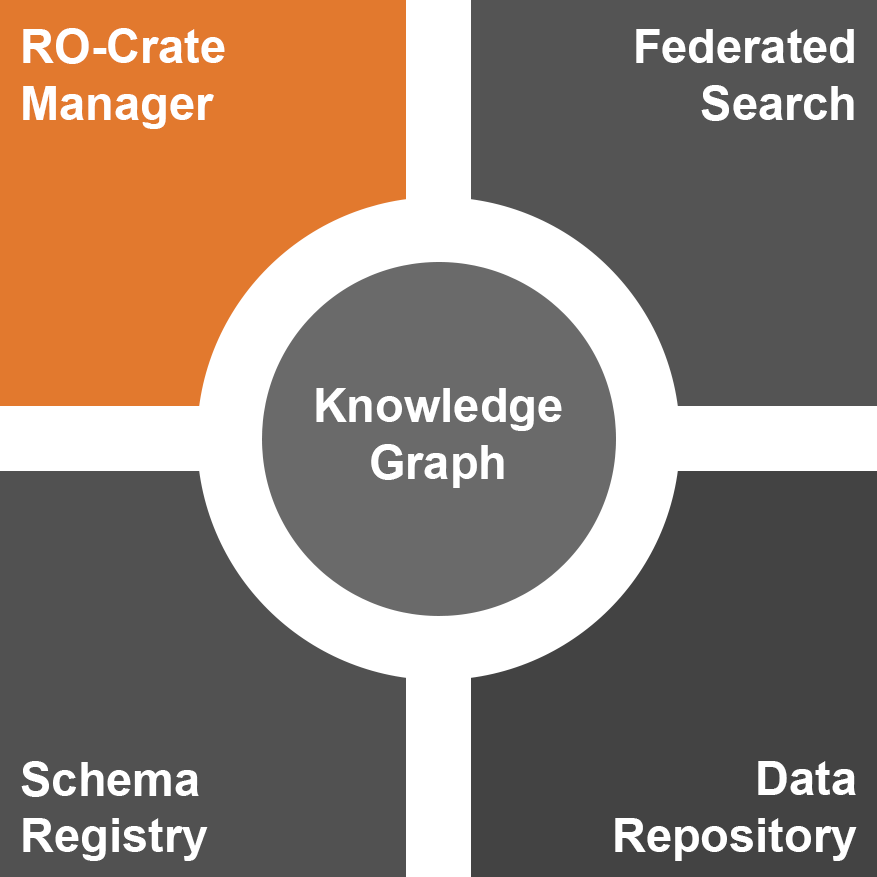 RO-Crate
Manager
Federated
Search
Knowledge
Graph
Schema
Registry
Data
Repository